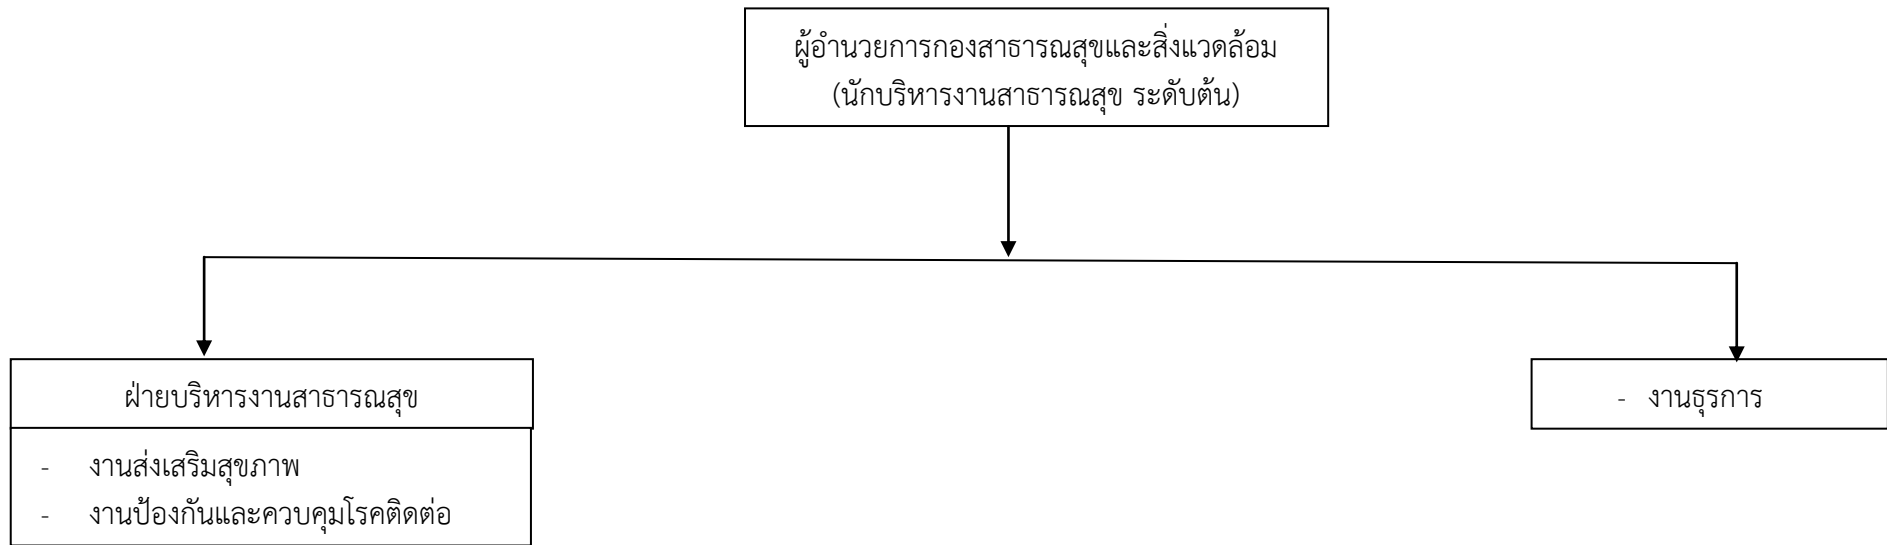 ผู้อำนวยการกองสาธารณสุขและสิ่งแวดล้อม
(นักบริหารงานสาธารณสุข ระดับต้น)
ฝ่ายบริหารงานสาธารณสุข
- งานส่งเสริมสุขภาพ
- งานป้องกันและควบคุมโรคติดต่อ
- งานธุรการ